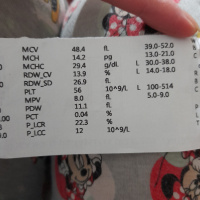 MCV 48.4 fL 39.0-52.0
MCH 14.2 pg 13.0-21.0
MCHC 29.4 g/dL L 30.0-38.0
RDW_CV 13.9 % L 14.0-18.0
RDW_SD 26.9 fL
PLT 56 10^9/L L 100-514
MPV 8.0 fL 5.0-9.0
PDW 11.1 fL
PCT 0.04 %
P_LCR 22.3 %
P_LCC 12 10^9/L